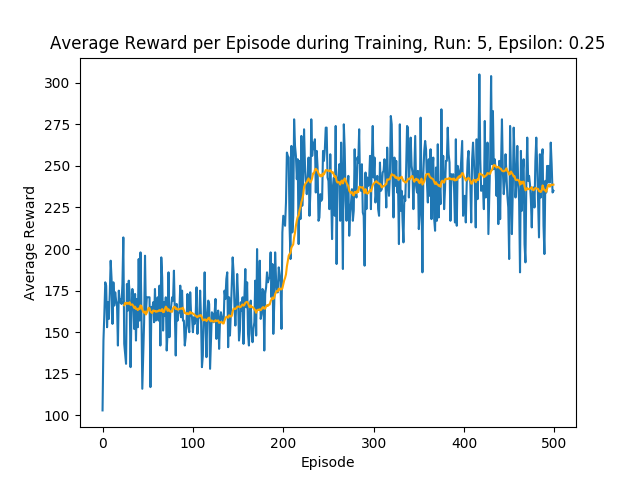 Average Reward per Episode during Training, Run: 5, Epsilon: 0.25
Average Reward
300
275
250
225
200
175
150
125
100
0 100 200 300 400 500
Episode